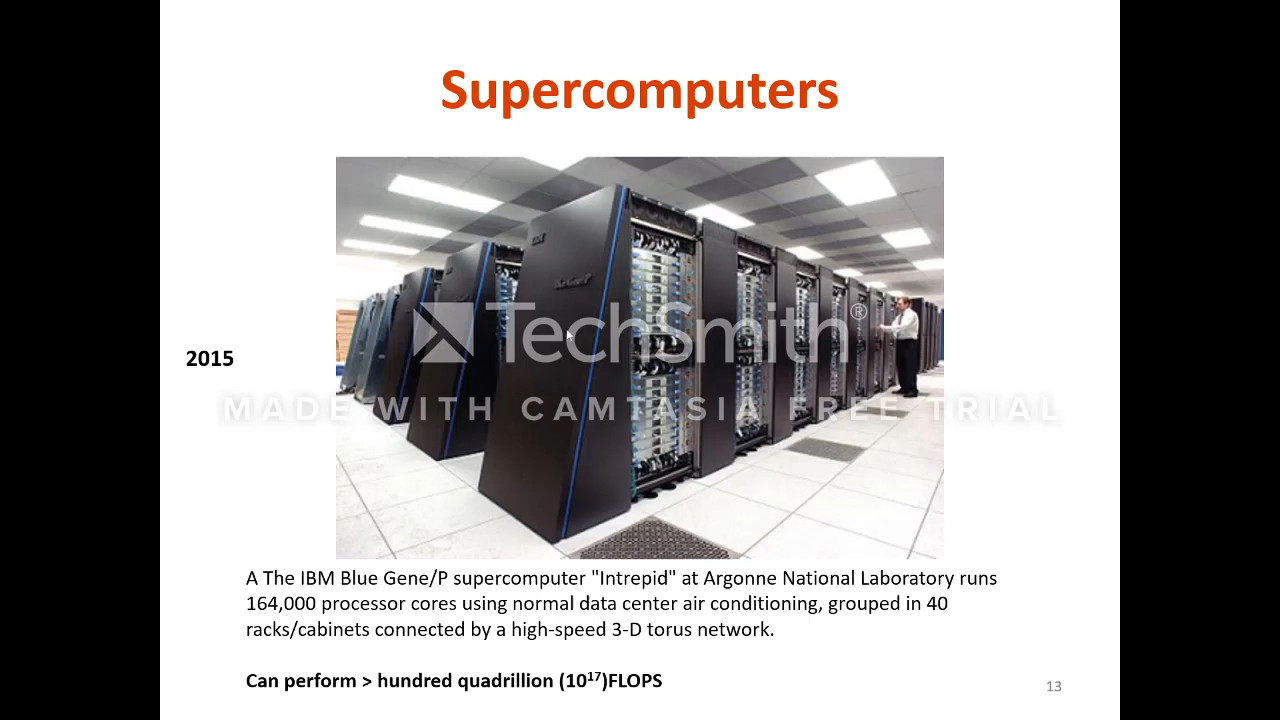 Supercomputers
IBM
TechSmith®
2015
MADE WITH CAMTASIA FREE TRIAL
A The IBM Blue Gene/P supercomputer "Intrepid" at Argonne National Laboratory runs
164,000 processor cores using normal data center air conditioning, grouped in 40
racks/cabinets connected by a high-speed 3-D torus network.
Can perform > hundred quadrillion (10¹⁷)FLOPS
13